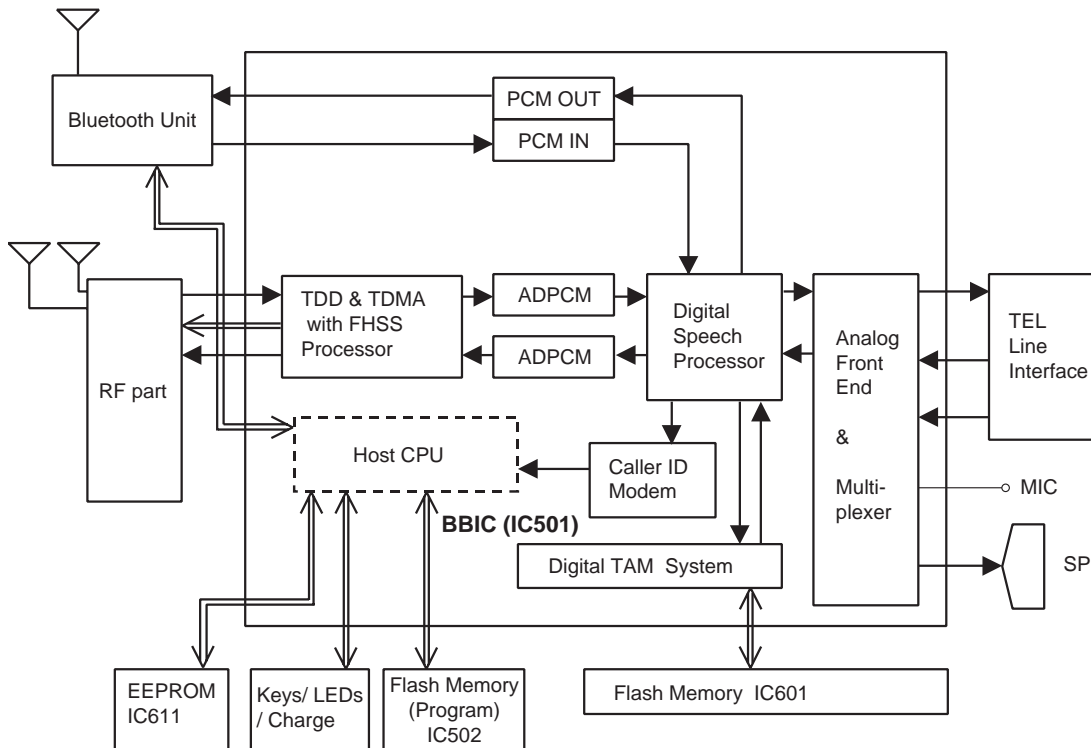 Bluetooth Unit
PCM OUT
PCM IN
RF part
TDD & TDMA
with FHSS
Processor
ADPCM
ADPCM
Digital
Speech
Processor
Analog
Front
End
&
Multi-
plexer
TEL
Line
Interface
Host CPU
Caller ID
Modem
MIC
BBIC (IC501)
Digital TAM System
SP
EEPROM
IC611
Keys/ LEDs
/ Charge
Flash Memory
(Program)
IC502
Flash Memory IC601